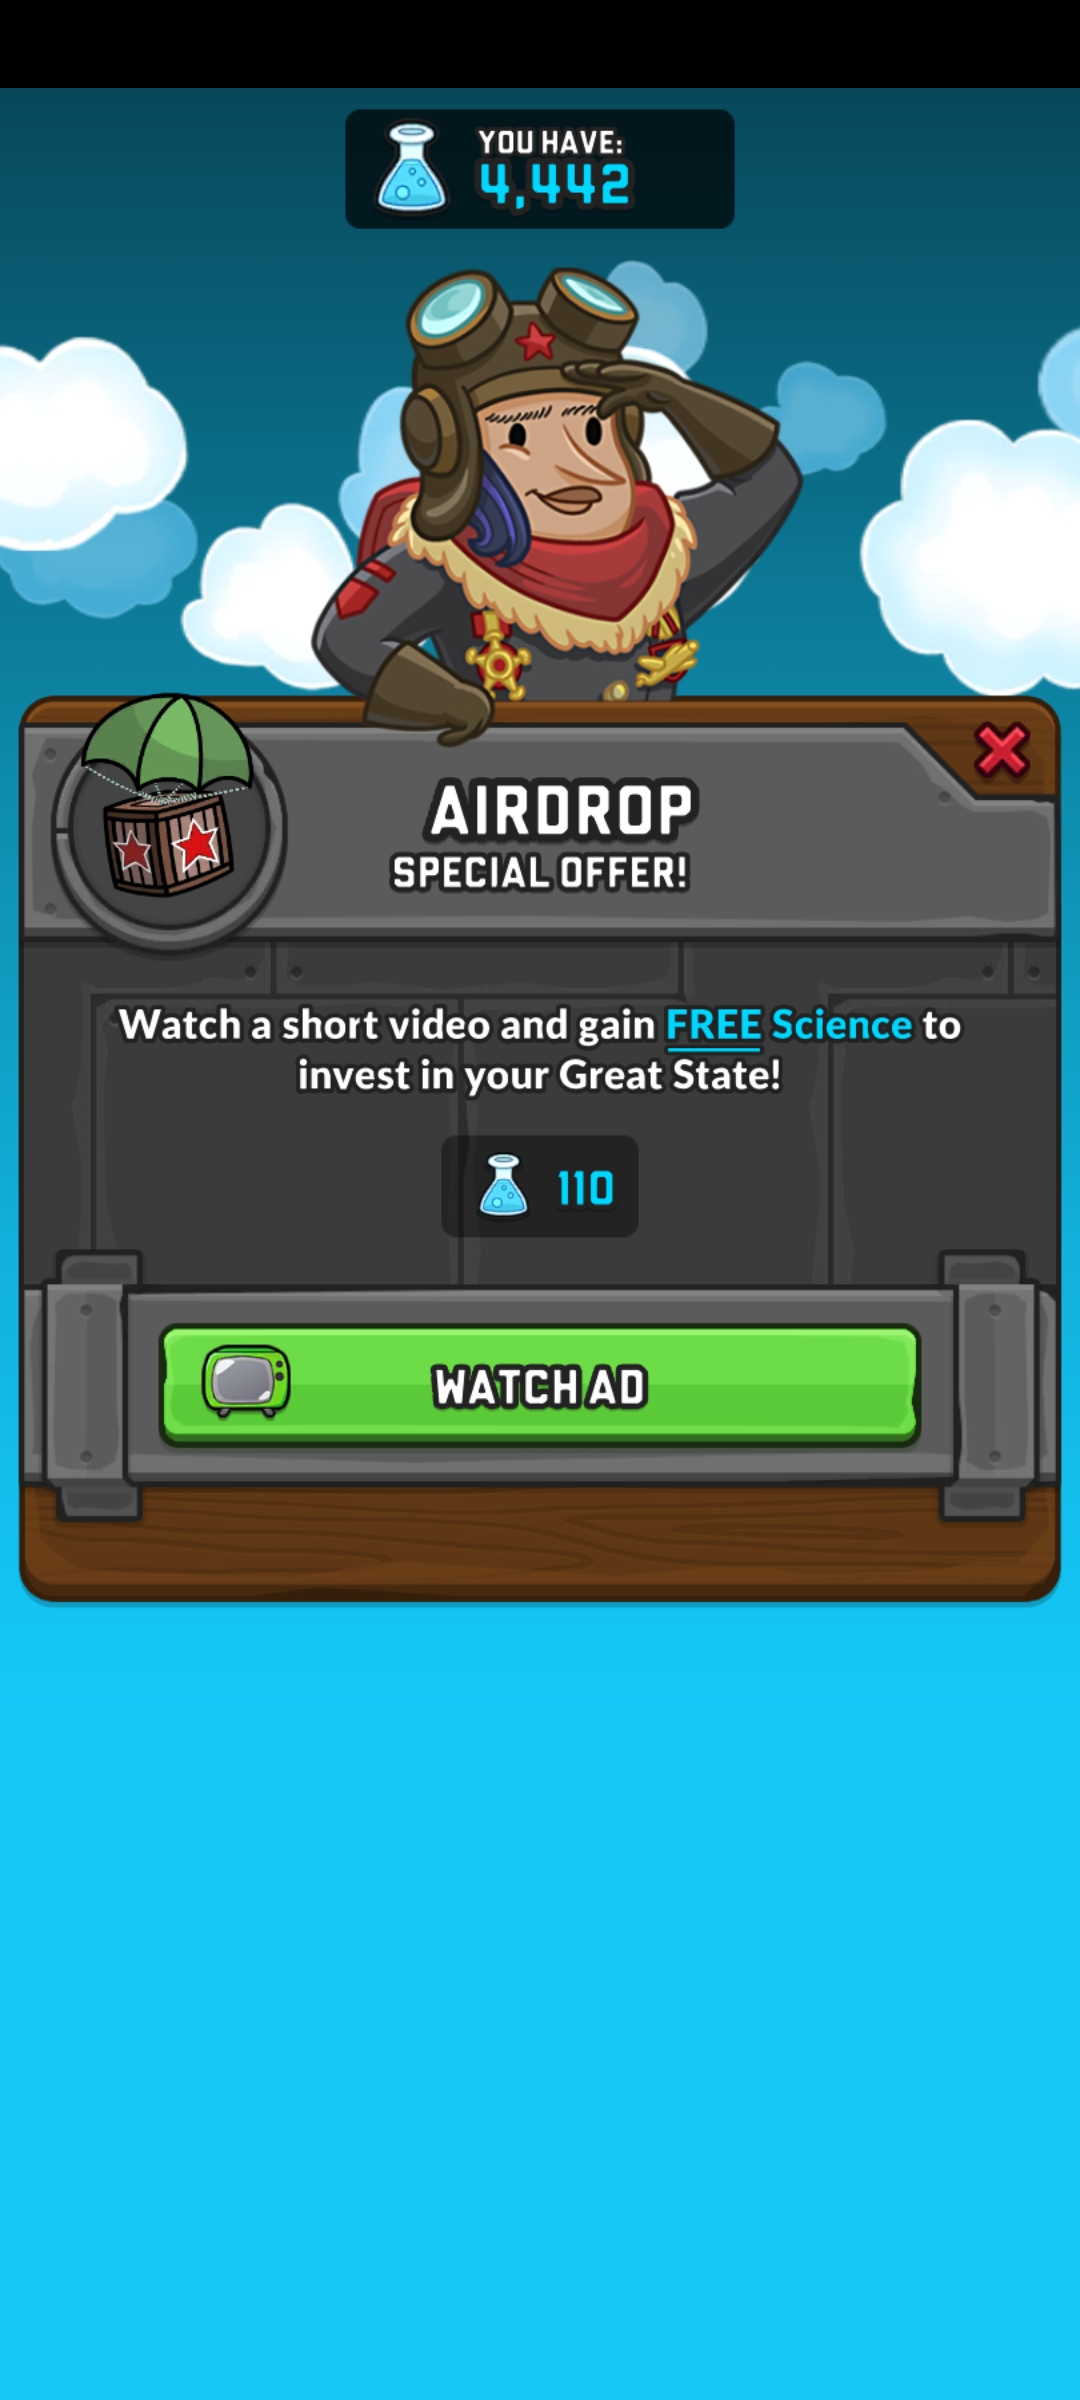 YOU HAVE:
4,442
AIRDROP
SPECIAL OFFER!
Watch a short video and gain FREE Science to
invest in your Great State!
110
WATCH AD